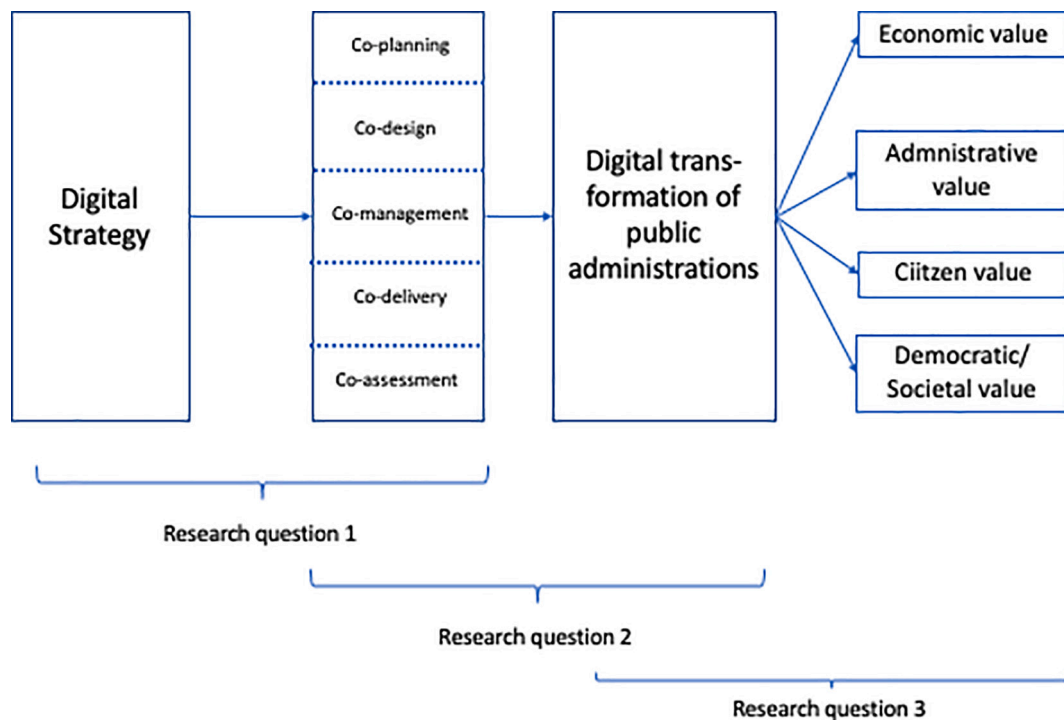 Digital
Strategy
Co-planning
Co-design
Co-management
Co-delivery
Co-assessment
Digital trans-
formation of
public
administrations
Economic value
Admnistrative
value
Ciitzen value
Democratic/
Societal value
Research question 1
Research question 2
Research question 3